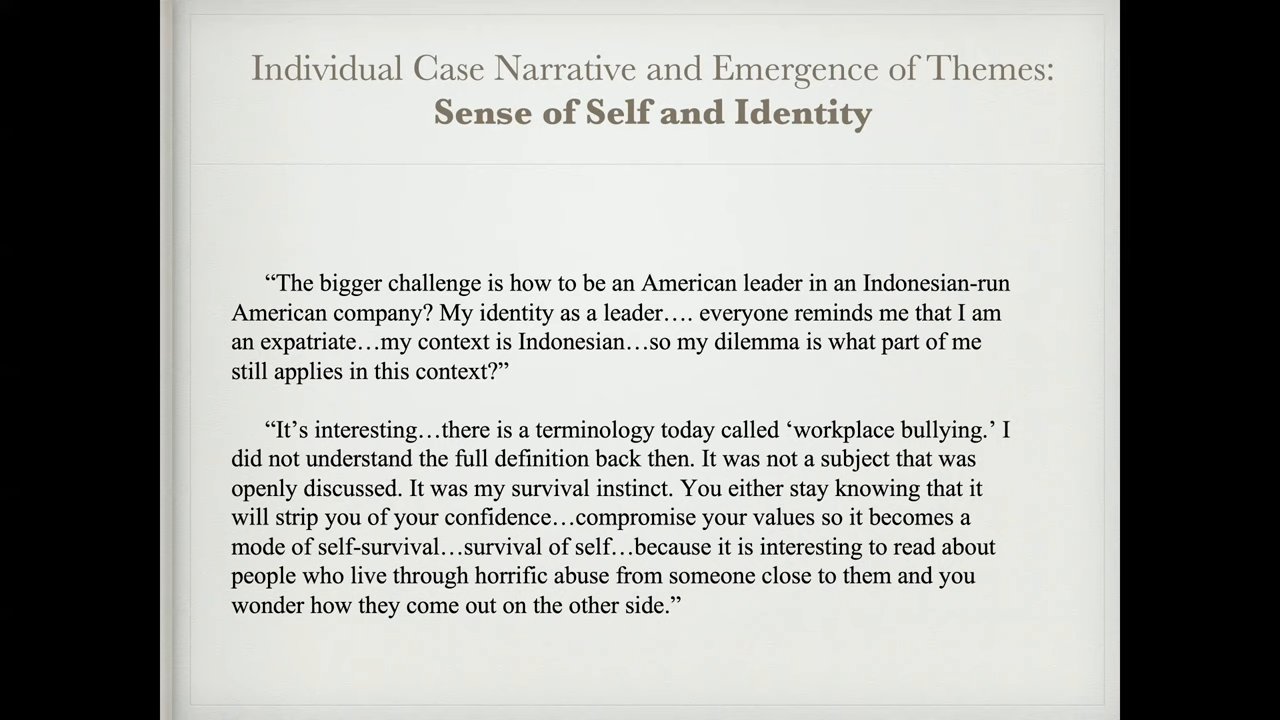 Individual Case Narrative and Emergence of Themes:
Sense of Self and Identity
“The bigger challenge is how to be an American leader in an Indonesian-run
American company? My identity as a leader…. everyone reminds me that I am
an expatriate…my context is Indonesian…so my dilemma is what part of me
still applies in this context?”
“It’s interesting…there is a terminology today called ‘workplace bullying.’ I
did not understand the full definition back then. It was not a subject that was
openly discussed. It was my survival instinct. You either stay knowing that it
will strip you of your confidence…compromise your values so it becomes a
mode of self-survival…survival of self…because it is interesting to read about
people who live through horrific abuse from someone close to them and you
wonder how they come out on the other side.”